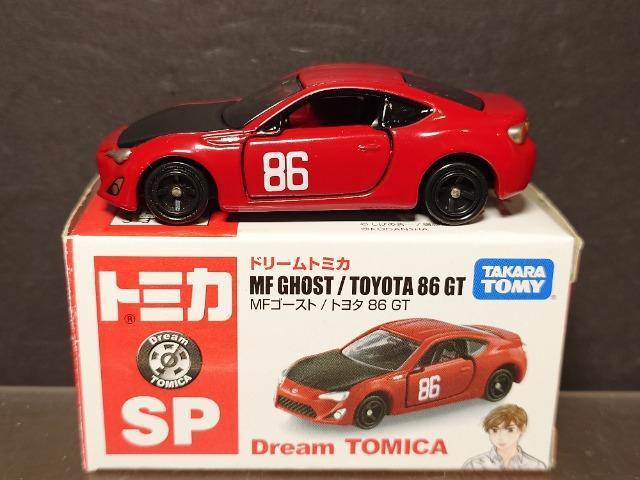 86
©KODANSHA
ドリームトミカ
MF GHOST / TOYOTA 86 GT
MFゴースト / トヨタ 86 GT
TAKARA
TOMY
トミカ
®
Dream
TOMICA
SP
86
Dream TOMICA